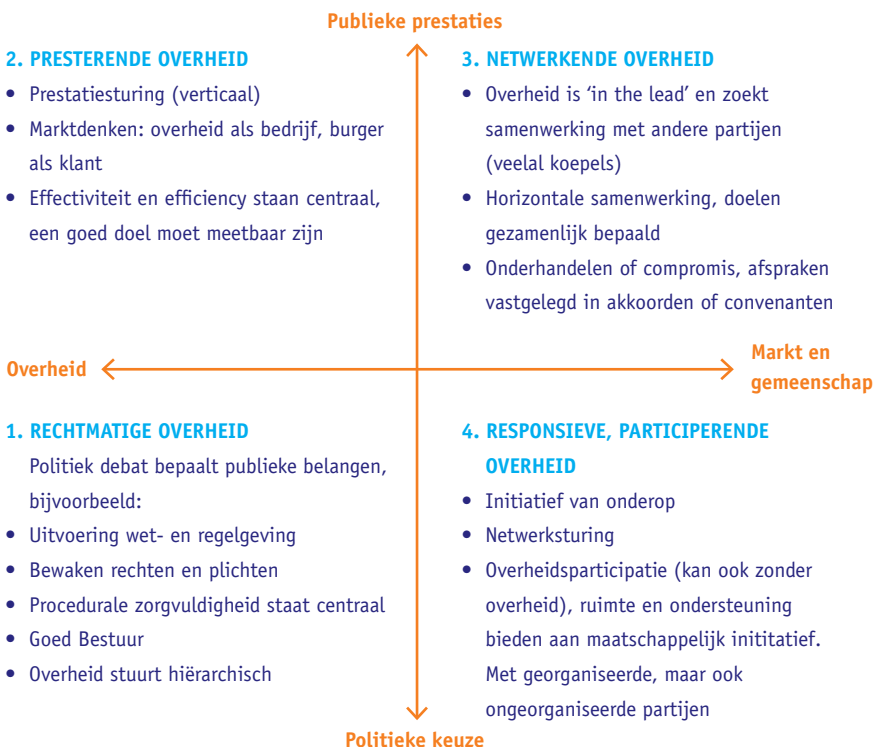 Publieke prestaties
2. PRESTERENDE OVERHEID
• Prestatiesturing (verticaal)
• Marktdenken: overheid als bedrijf, burger
als klant
• Effectiviteit en efficiency staan centraal,
een goed doel moet meetbaar zijn
3. NETWERKENDE OVERHEID
• Overheid is ‘in the lead’ en zoekt
samenwerking met andere partijen
(veelal koepels)
• Horizontale samenwerking, doelen
gezamenlijk bepaald
• Onderhandelen of compromis, afspraken
vastgelegd in akkoorden of convenanten
Overheid
Markt en
gemeenschap
1. RECHTMATIGE OVERHEID
Politiek debat bepaalt publieke belangen,
bijvoorbeeld:
• Uitvoering wet- en regelgeving
• Bewaken rechten en plichten
• Procedurale zorgvuldigheid staat centraal
• Goed Bestuur
• Overheid stuurt hiërarchisch
4. RESPONSIEVE, PARTICIPERENDE
OVERHEID
• Initiatief van onderop
• Netwerksturing
• Overheidsparticipatie (kan ook zonder
overheid), ruimte en ondersteuning
bieden aan maatschappelijk inititatief.
Met georganiseerde, maar ook
ongeorganiseerde partijen
Politieke keuze